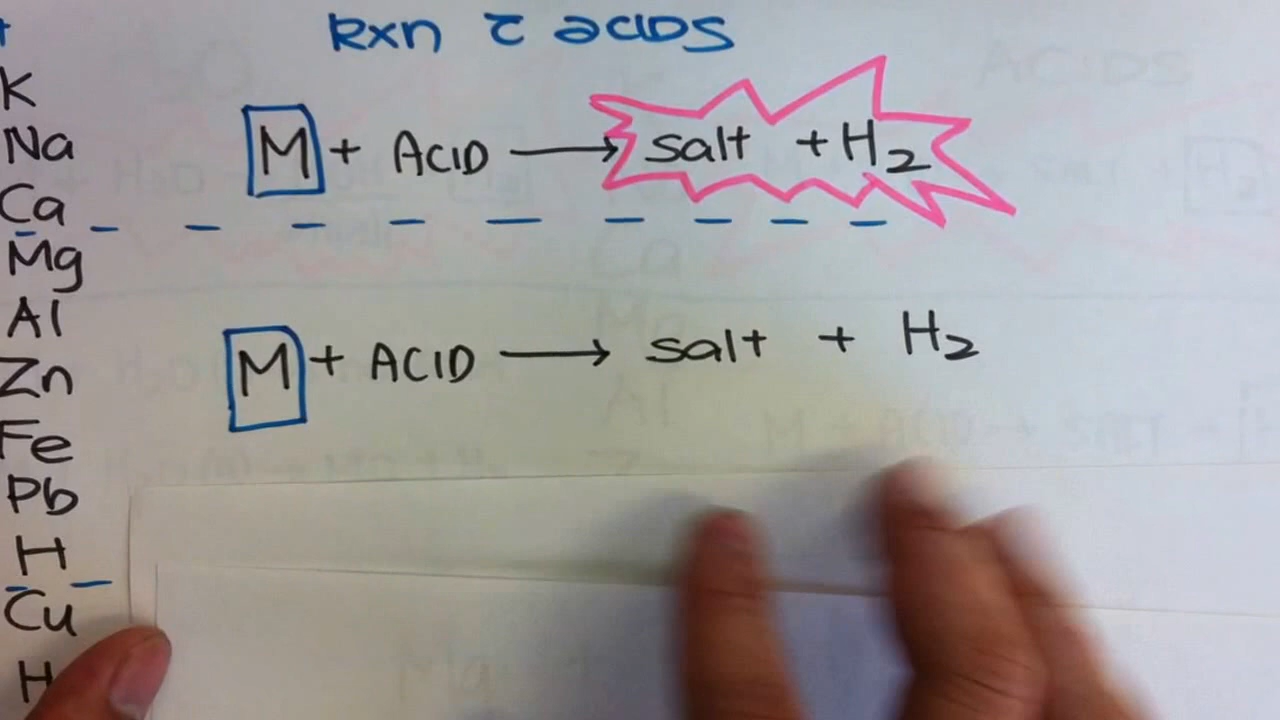 Rxn c̄ acids
K
Na
M + ACID → salt + H2
Ca
Mg
Al
M + ACID → salt + H2
Zn
Fe
Pb
H
Cu
H